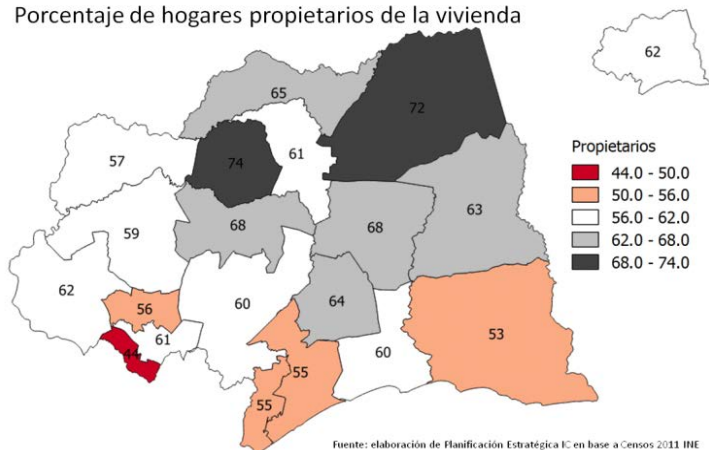 Porcentaje de hogares propietarios de la vivienda
62
65
72
57
74
61
59
68
68
63
62
56
60
64
61
44
53
60
55
55
Propietarios
44.0 - 50.0
50.0 - 56.0
56.0 - 62.0
62.0 - 68.0
68.0 - 74.0
Fuente: elaboración de Planificación Estratégica IC en base a Censos 2011 INE